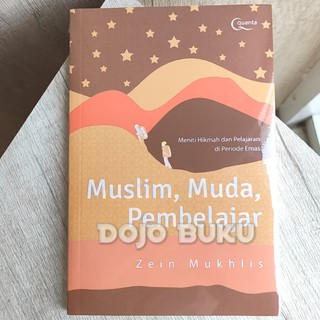 Quanta
Meniti Hikmah dan Pelajaran
di Periode Emas
Muslim, Muda,
Pembelajar
DOJO BUKU
Zein Mukhlis